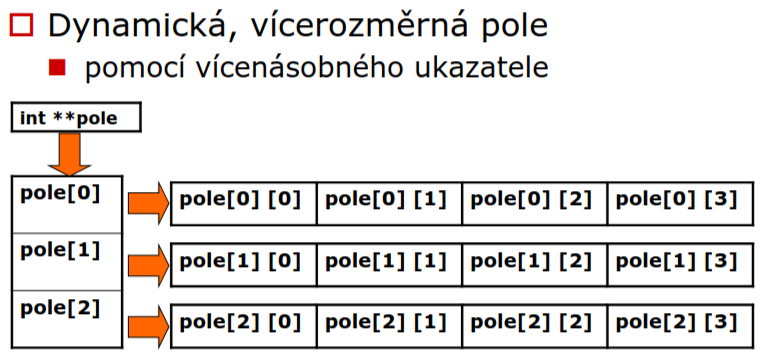 Dynamická, vícerozměrná pole
pomocí vícenásobného ukazatele
int **pole
pole[0]
pole[0] [0] pole[0] [1] pole[0] [2] pole[0] [3]
pole[1]
pole[1] [0] pole[1] [1] pole[1] [2] pole[1] [3]
pole[2]
pole[2] [0] pole[2] [1] pole[2] [2] pole[2] [3]